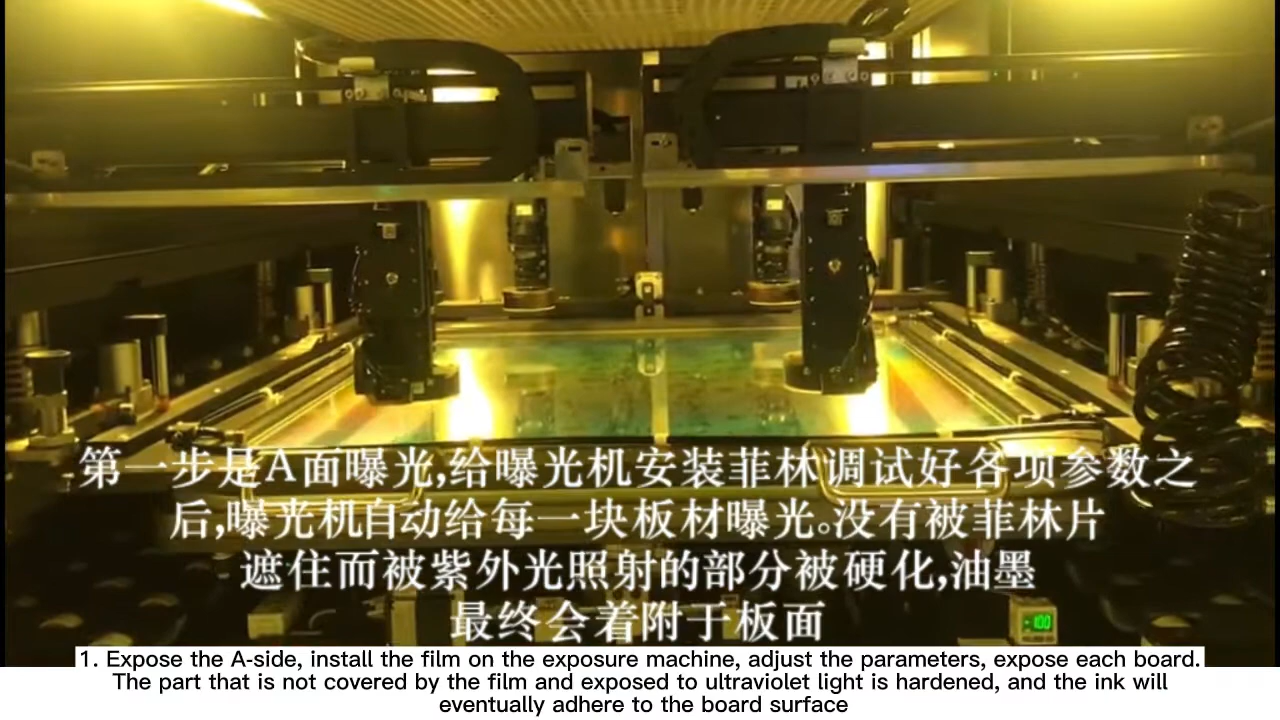 第一步是A面曝光,给曝光机安装菲林调试好各项参数之
后,曝光机自动给每一块板材曝光。没有被菲林片
遮住而被紫外光照射的部分被硬化,油墨
最终会着附于板面
-100
1. Expose the A-side, install the film on the exposure machine, adjust the parameters, expose each board.
The part that is not covered by the film and exposed to ultraviolet light is hardened, and the ink will
eventually adhere to the board surface